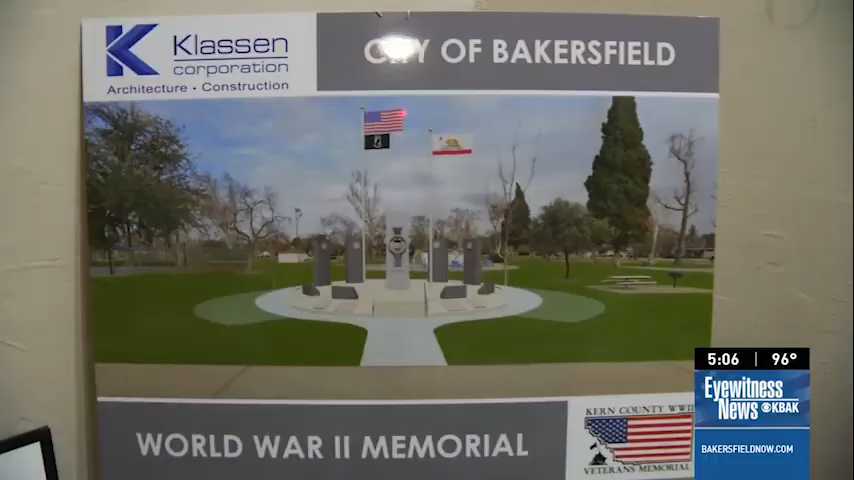 Klassen
corporation
Architecture • Construction
CITY OF BAKERSFIELD
WORLD WAR II MEMORIAL
KERN COUNTY WWII
VETERANS MEMORIAL
5:06 | 96°
Eyewitness
News KBAK
BAKERSFIELDNOW.COM